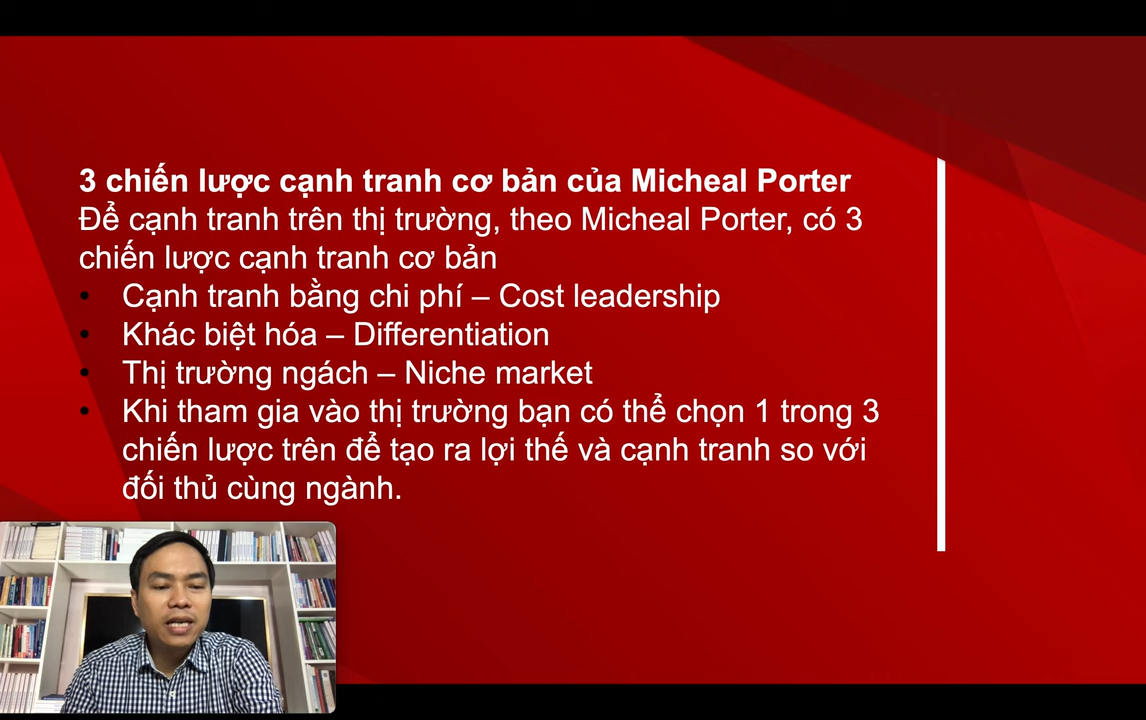 3 chiến lược cạnh tranh cơ bản của Micheal Porter
Để cạnh tranh trên thị trường, theo Micheal Porter, có 3
chiến lược cạnh tranh cơ bản
• Cạnh tranh bằng chi phí – Cost leadership
• Khác biệt hóa – Differentiation
• Thị trường ngách – Niche market
• Khi tham gia vào thị trường bạn có thể chọn 1 trong 3
chiến lược trên để tạo ra lợi thế và cạnh tranh so với
đối thủ cùng ngành.